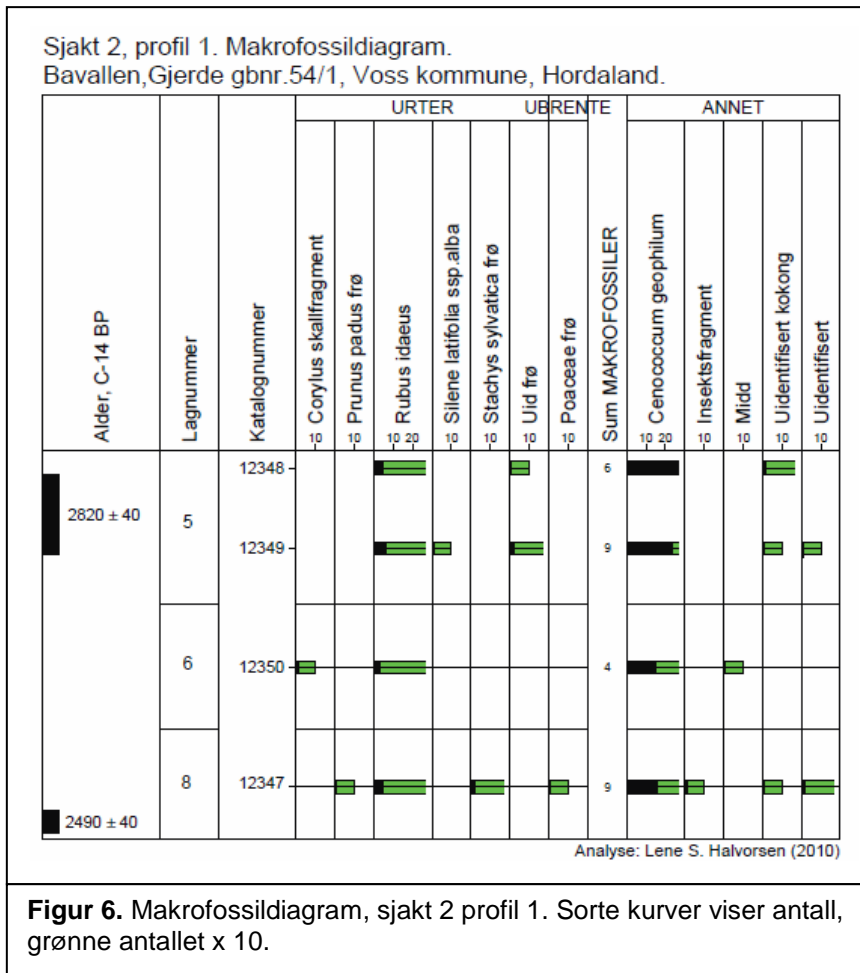 Sjakt 2, profil 1. Makrofossildiagram.
Bavallen,Gjerde gbnr.54/1, Voss kommune, Hordaland.
URTER UBRENTE ANNET
Alder, C-14 BP
Lagnummer
Katalognummer
Corylus skallfragment
Prunus padus frø
Rubus idaeus
Silene latifolia ssp.alba
Stachys sylvatica frø
Uid frø
Poaceae frø
Sum MAKROFOSSILER
Cenococcum geophilum
Insektsfragment
Midd
Uidentifisert kokong
Uidentifisert
10 10 10 20 10 10 10 10 10 20 10 10 10 10
12348 6
2820 ± 40 5
12349 9
6 12350 4
8 12347 9
2490 ± 40
Analyse: Lene S. Halvorsen (2010)
Figur 6. Makrofossildiagram, sjakt 2 profil 1. Sorte kurver viser antall,
grønne antallet x 10.